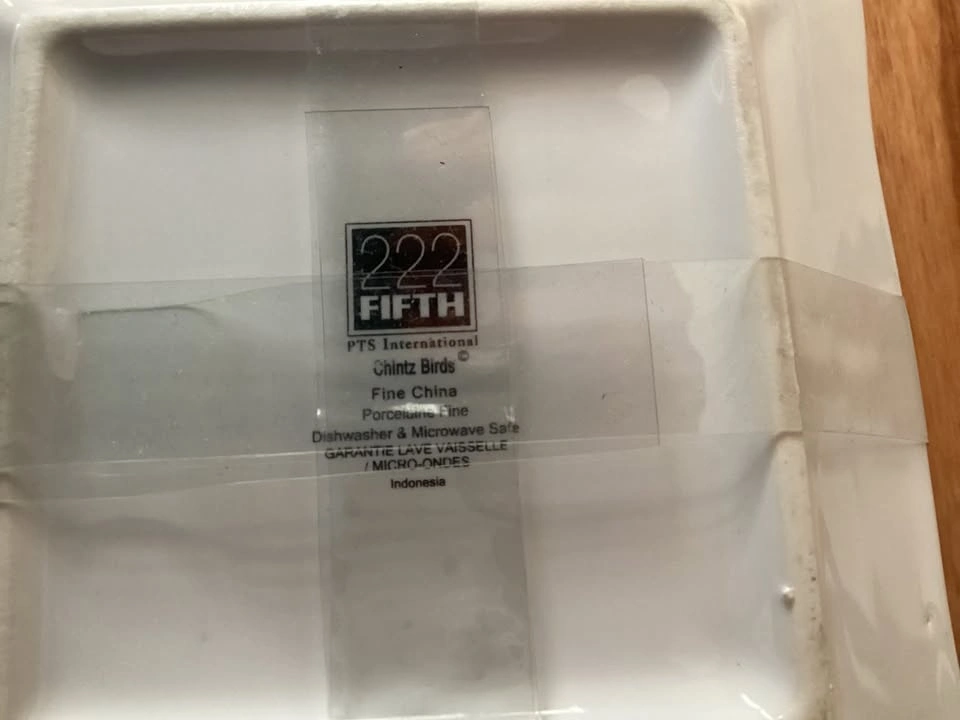 222
FIFTH
PTS International
Chintz Birds©
Fine China
Porcelaine Fine
Dishwasher & Microwave Safe
GARANTIE LAVE VAISSELLE
/ MICRO-ONDES
Indonesia